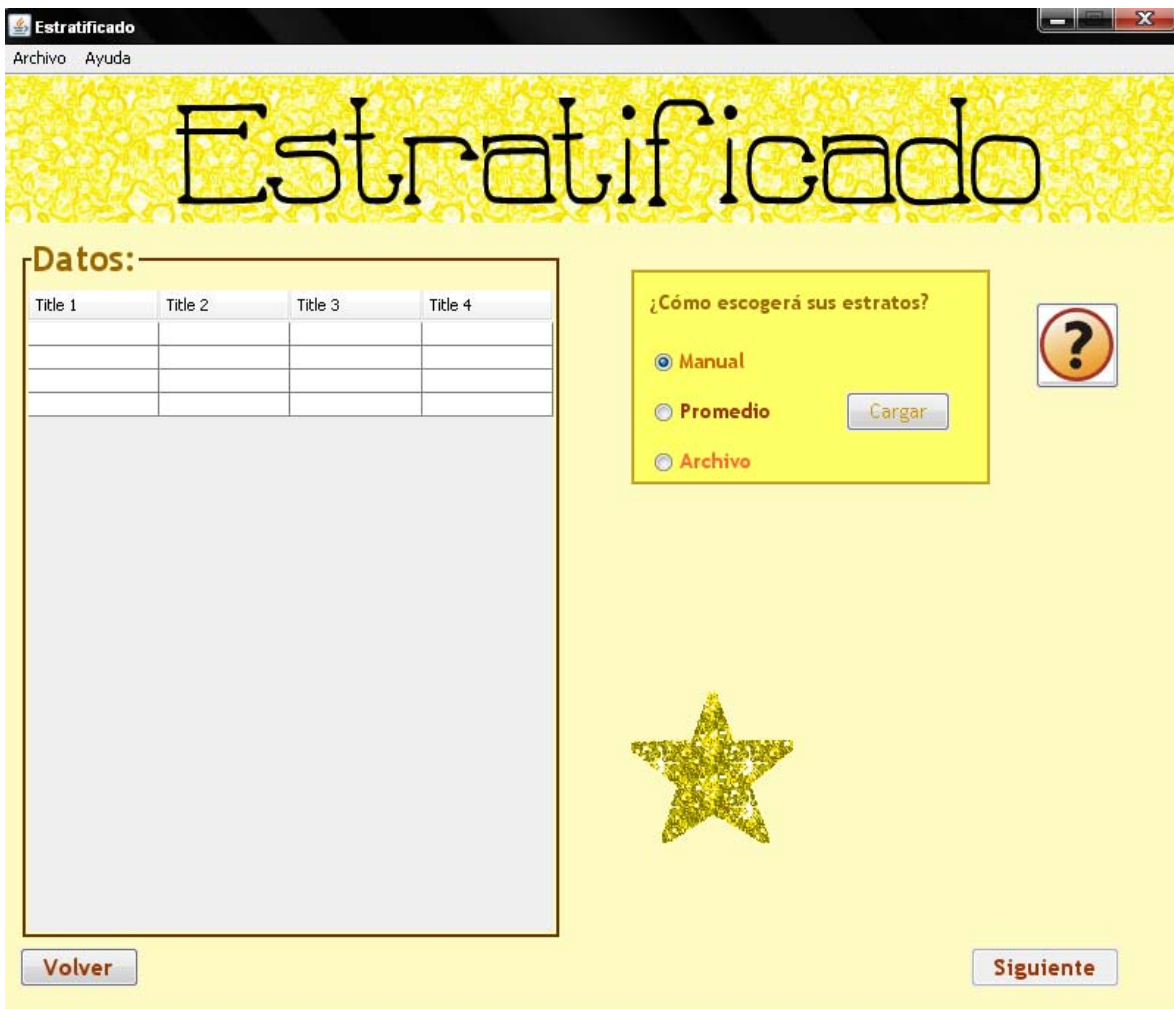 Estratificado
Archivo Ayuda
Estratificado
Datos:
Title 1 Title 2 Title 3 Title 4
¿Cómo escogerá sus estratos?
Manual
Promedio
Cargar
Archivo
?
Volver
Siguiente